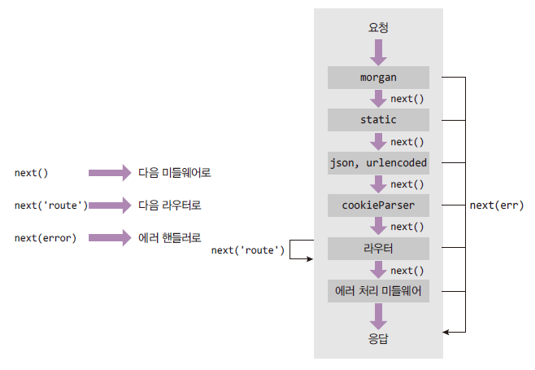 요청
morgan
next()
static
next()
json, urlencoded
next()
cookieParser
next()
라우터
next()
에러 처리 미들웨어
응답
next(err)
next('route')
next() 다음 미들웨어로
next('route') 다음 라우터로
next(error) 에러 핸들러로